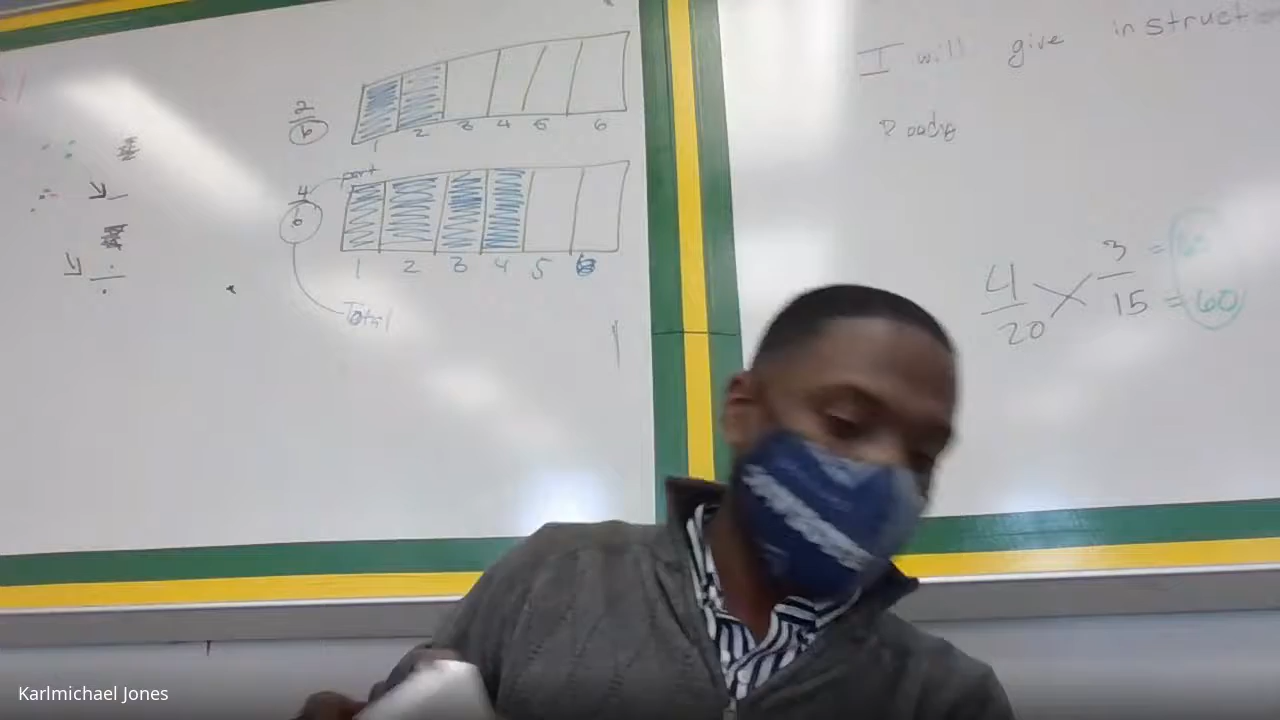 2
6
1 2 3 4 5 6
4 part
6
1 2 3 4 5 6
Total
I will give instruct
4 3 =
20 15 = 60
Karlmichael Jones